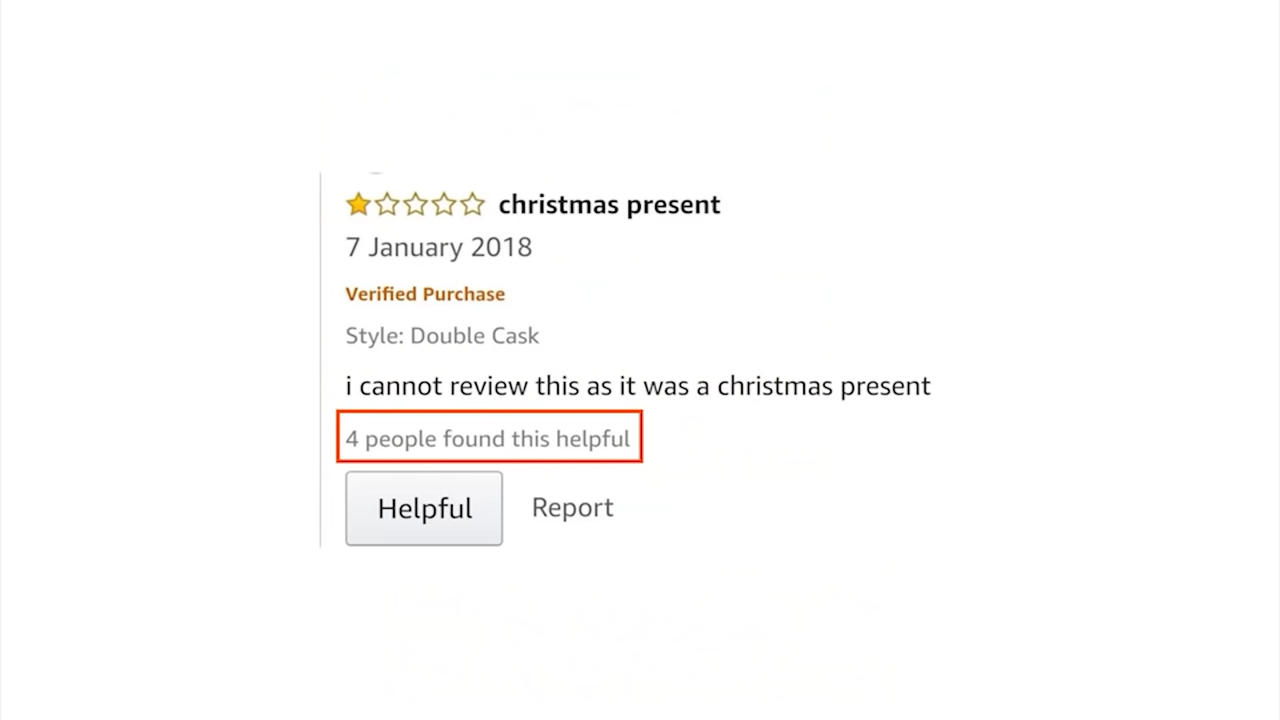 christmas present
7 January 2018
Verified Purchase
Style: Double Cask
i cannot review this as it was a christmas present
4 people found this helpful
Helpful
Report